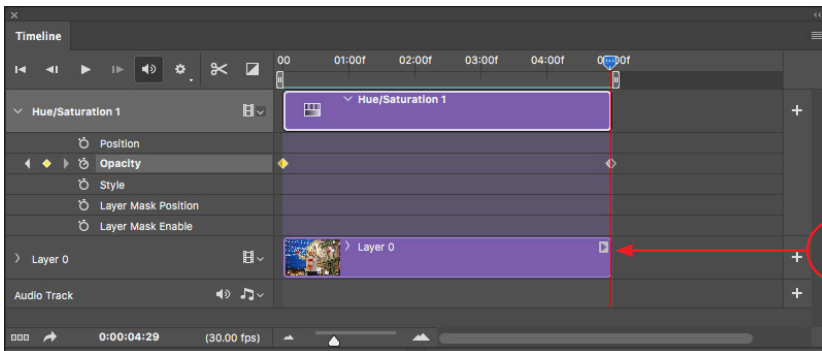 Timeline
00 01:00f 02:00f 03:00f 04:00f 00f
Hue/Saturation 1
Hue/Saturation 1
Position
Opacity
Style
Layer Mask Position
Layer Mask Enable
Layer 0
Layer 0
Audio Track
0:00:04:29 (30.00 fps)